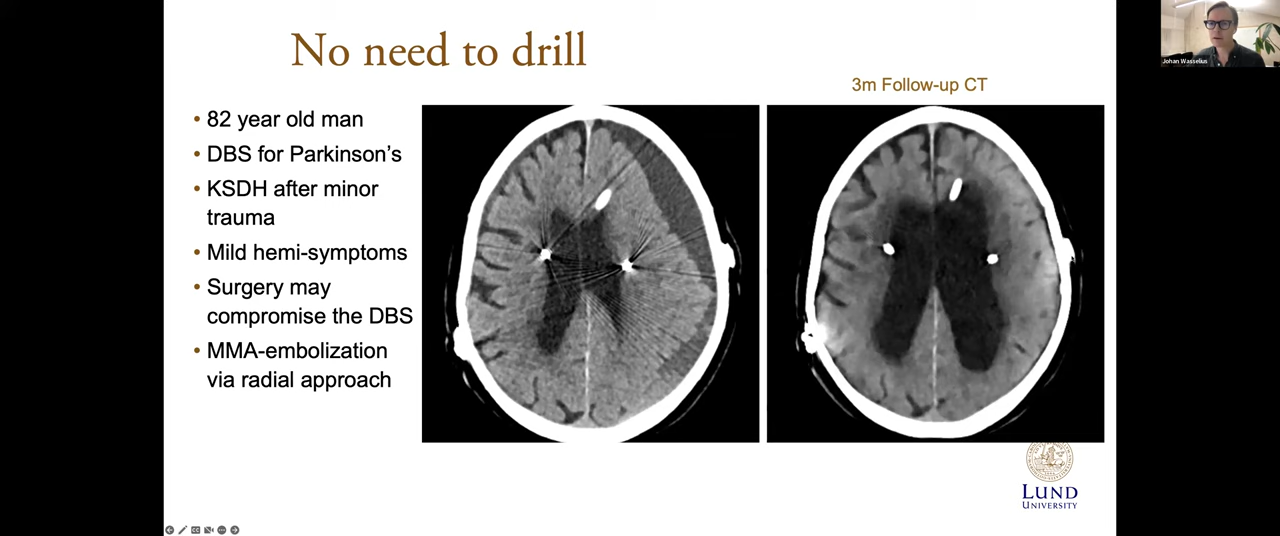 No need to drill
Johan Wasselius
3m Follow-up CT
• 82 year old man
• DBS for Parkinson's
• KSDH after minor
trauma
• Mild hemi-symptoms
• Surgery may
compromise the DBS
• MMA-embolization
via radial approach
LUND
UNIVERSITY